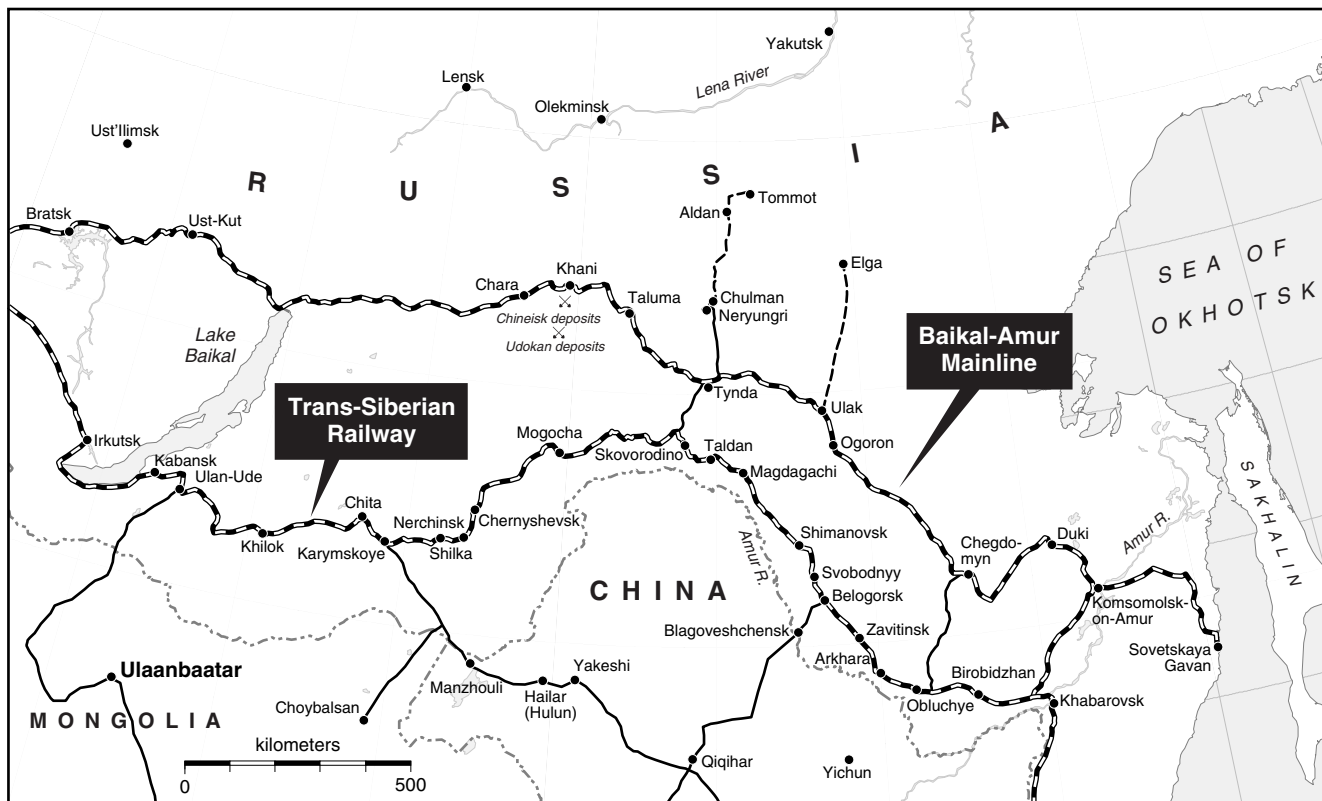 Yakutsk
Lena River
Lensk
Olekminsk
Ust'Ilimsk
R U S S I A
Tommot
Aldan
Bratsk
Ust-Kut
Elga
SEA OF
OKHOTSK
Khani
Chara
Chulman
Neryungri
Taluma
Chineisk deposits
Udokan deposits
Lake
Baikal
Baikal-Amur
Mainline
Tynda
Ulak
Trans-Siberian
Railway
Irkutsk
Mogocha
Skovorodino
Taldan
Ogoron
Kabansk
Ulan-Ude
Magdagachi
SAKHALIN
Chita
Nerchinsk
Chernyshevsk
Khilok
Karymskoye
Shilka
Shimanovsk
Amur R.
Duki
Amur R.
Chegdo-
myn
CHINA
Svobodnyy
Belogorsk
Komsomolsk-
on-Amur
Blagoveshchensk
Zavitinsk
Sovetskaya
Gavan
Ulaanbaatar
Manzhouli
Yakeshi
Hailar
(Hulun)
Arkhara
Birobidzhan
Obluchye
Khabarovsk
MONGOLIA
Choybalsan
kilometers
0
500
Qiqihar
Yichun